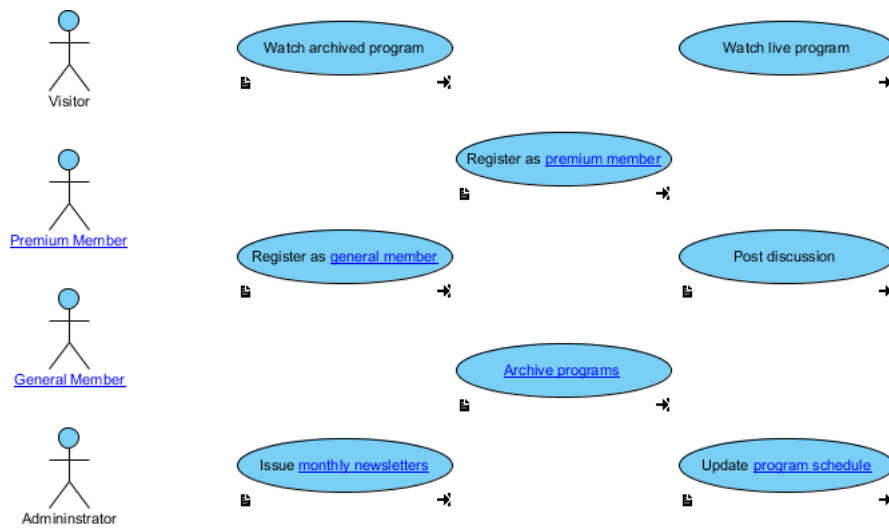 Watch archived program
Watch live program
Visitor
Register as premium member
Premium Member
Register as general member
Post discussion
General Member
Archive programs
Issue monthly newsletters
Update program schedule
Admininstrator